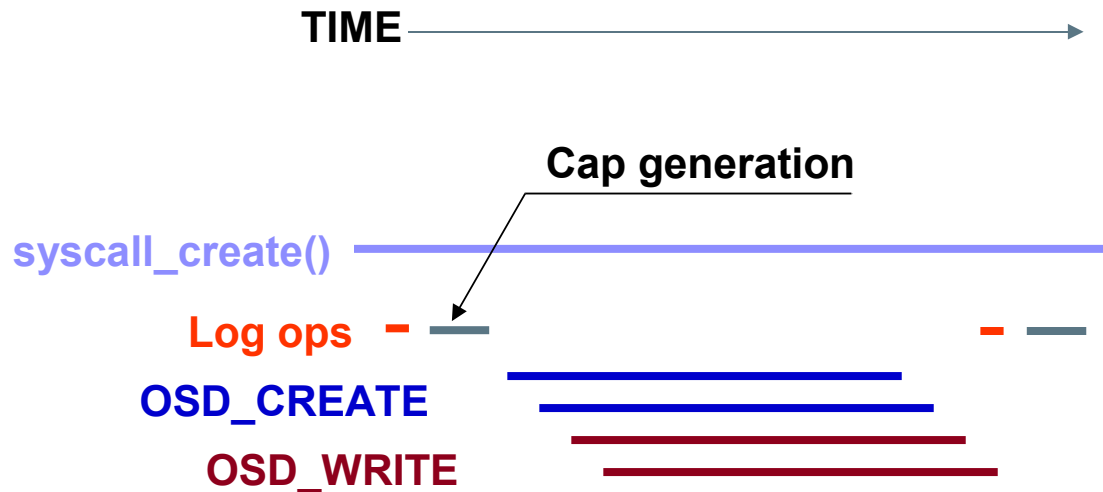 TIME
Cap generation
syscall_create()
Log ops
OSD_CREATE
OSD_WRITE